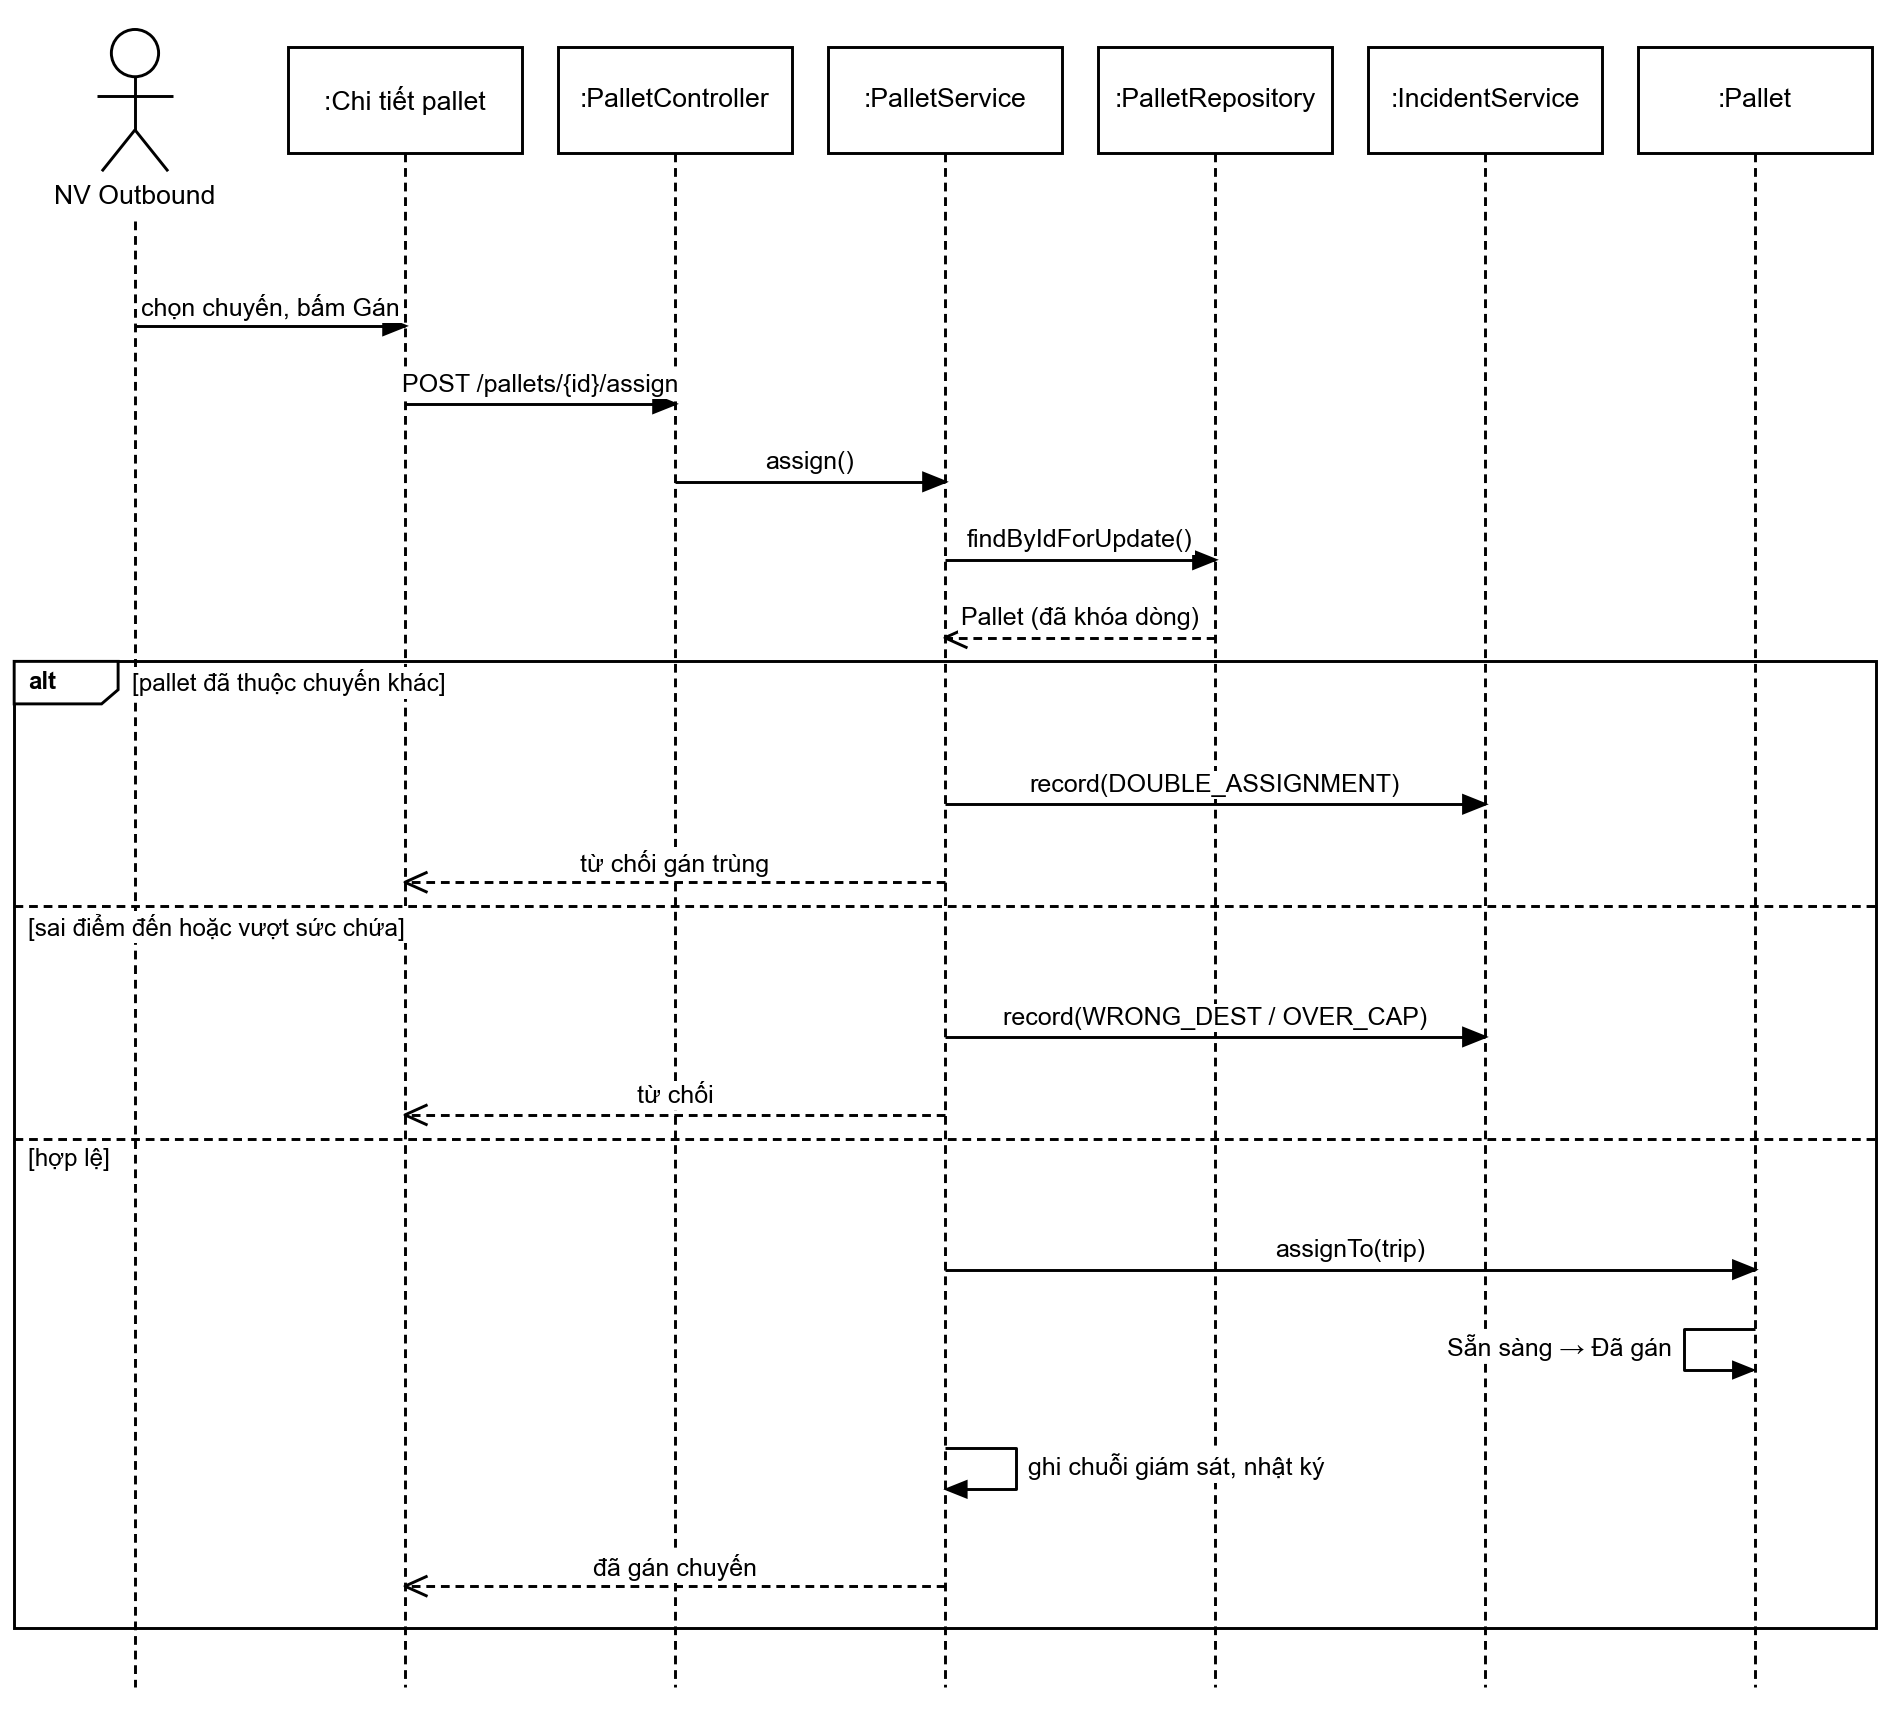 NV Outbound
:Chi tiết pallet
:PalletController
:PalletService
:PalletRepository
:IncidentService
:Pallet
chọn chuyến, bấm Gán
POST /pallets/{id}/assign
assign()
findByIdForUpdate()
Pallet (đã khóa dòng)
alt
[pallet đã thuộc chuyến khác]
record(DOUBLE_ASSIGNMENT)
từ chối gán trùng
[sai điểm đến hoặc vượt sức chứa]
record(WRONG_DEST / OVER_CAP)
từ chối
[hợp lệ]
assignTo(trip)
Sẵn sàng → Đã gán
ghi chuỗi giám sát, nhật ký
đã gán chuyến